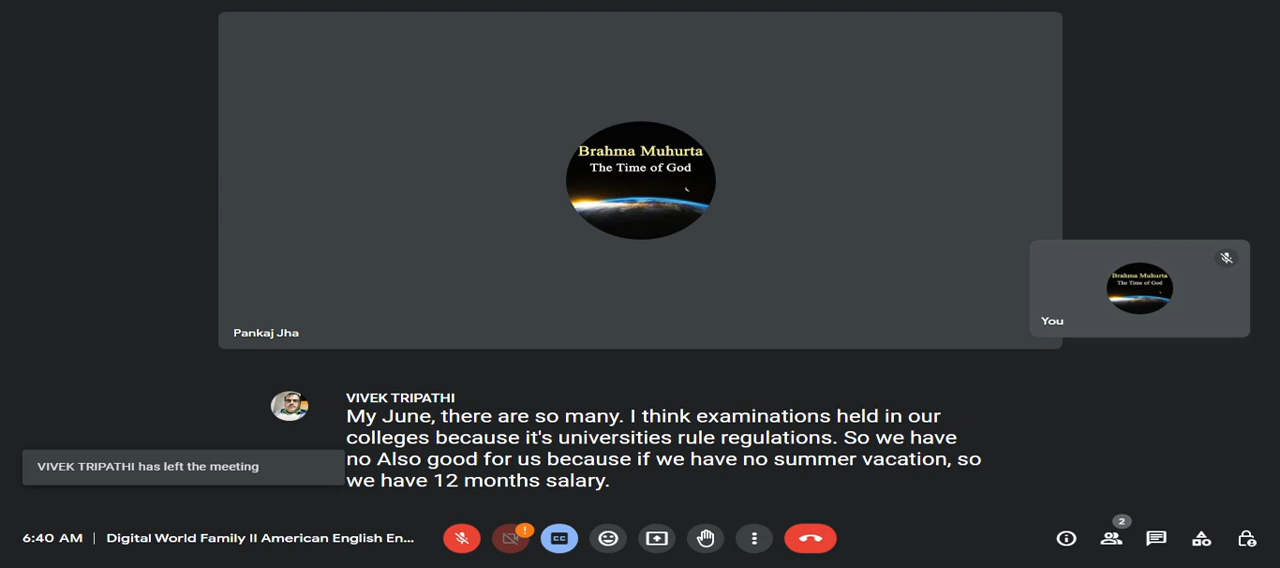 Brahma Muhurta
The Time of God
Pankaj Jha
Brahma Muhurta
The Time of God
You
VIVEK TRIPATHI
My June, there are so many. I think examinations held in our
colleges because it's universities rule regulations. So we have
no Also good for us because if we have no summer vacation, so
we have 12 months salary.
VIVEK TRIPATHI has left the meeting
6:40 AM | Digital World Family II American English En...
!
CC
2